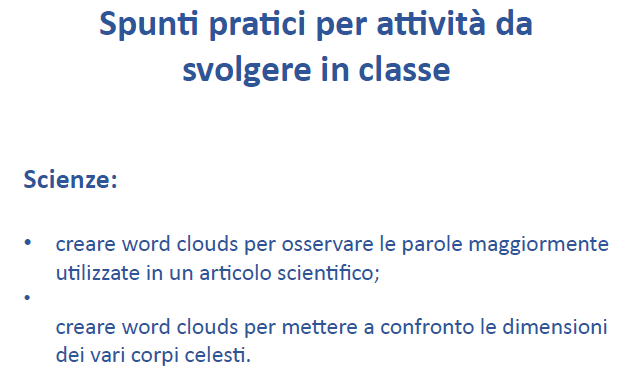 Spunti pratici per attività da
svolgere in classe
Scienze:
• creare word clouds per osservare le parole maggiormente
utilizzate in un articolo scientifico;
•
creare word clouds per mettere a confronto le dimensioni
dei vari corpi celesti.